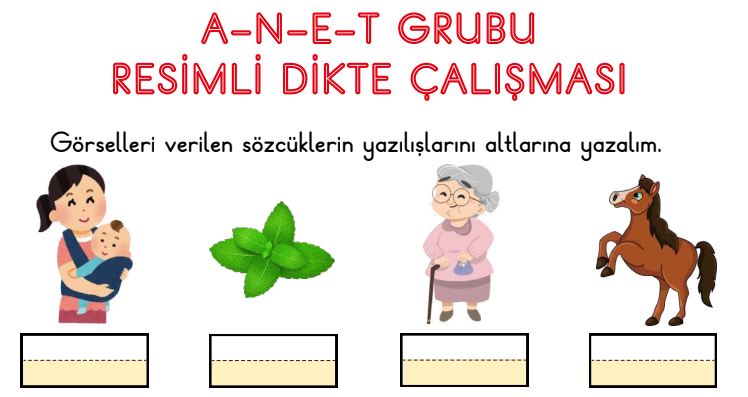 A-N-E-T GRUBU
RESİMLİ DİKTE ÇALIŞMASI
Görselleri verilen sözcüklerin yazılışlarını altlarına yazalım.